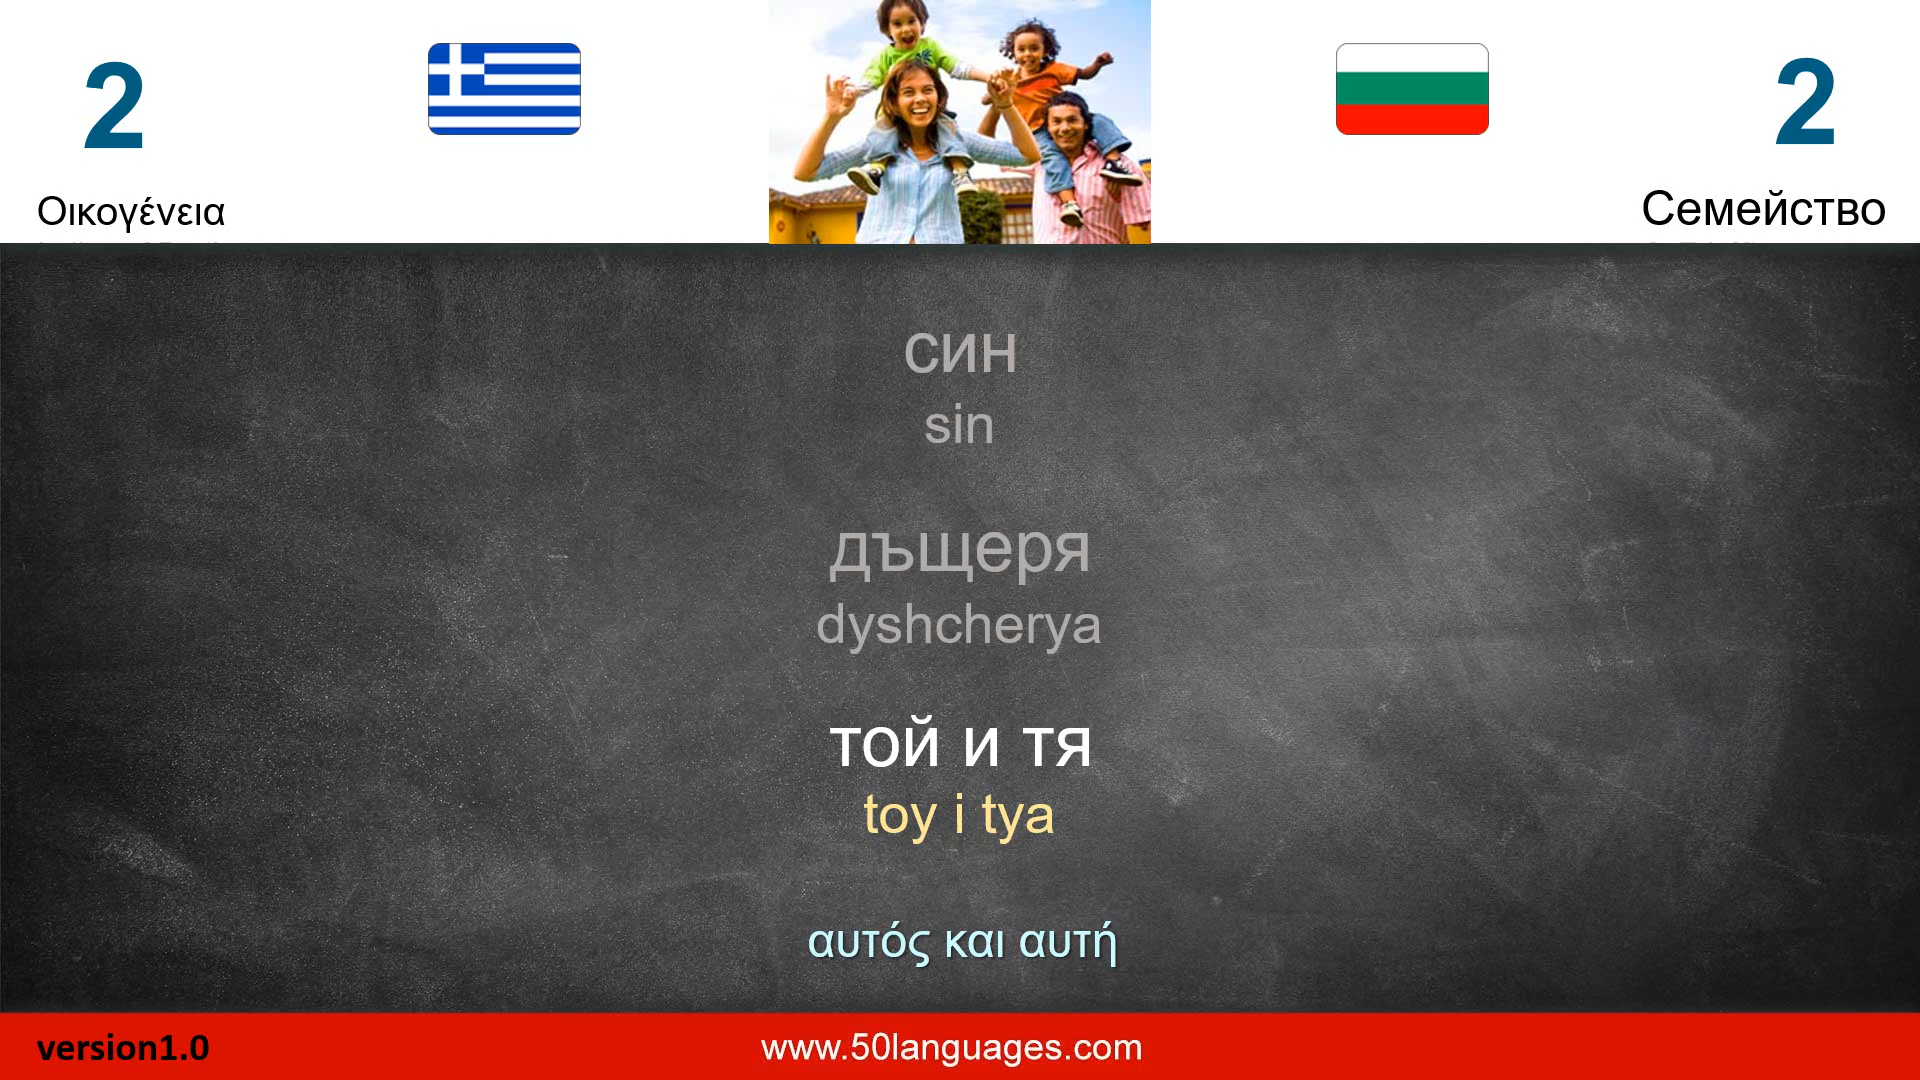 2
2
Οικογένεια
Семейство
син
sin
дъщеря
dyshcherya
той и тя
toy i tya
αυτός και αυτή
version1.0
www.50languages.com